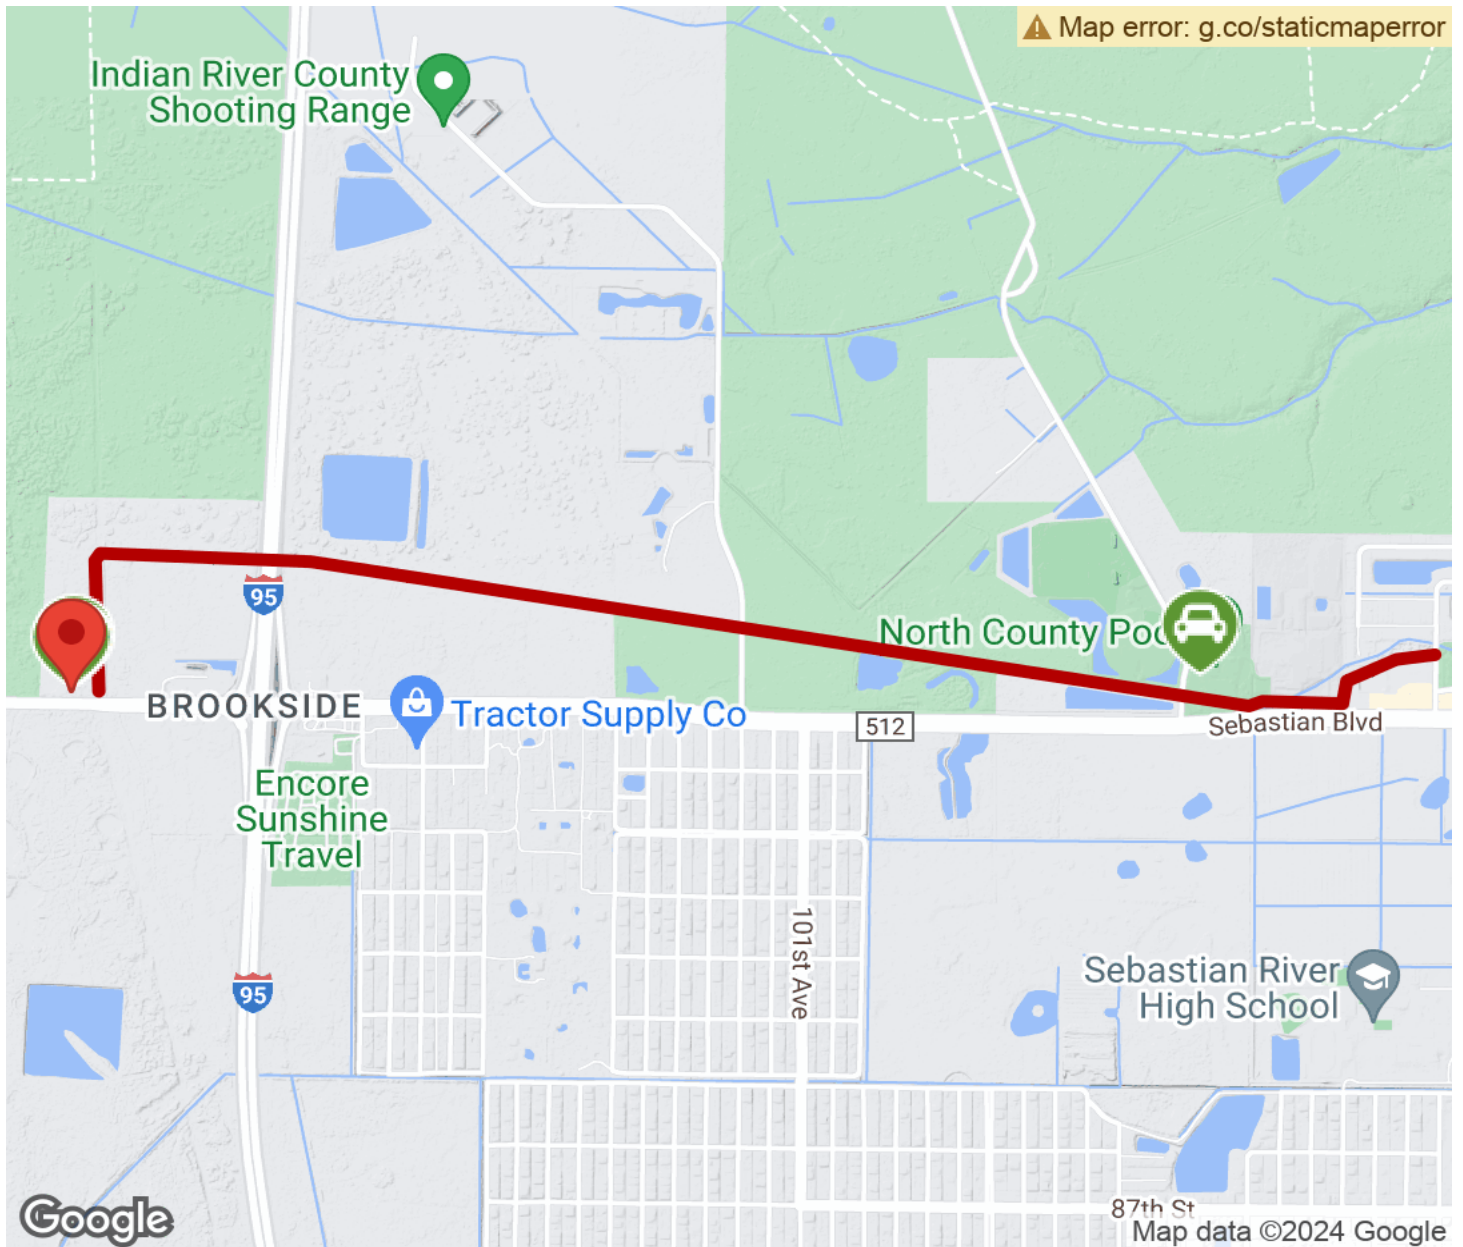 Map error: g.co/staticmaperror
Indian River County
Shooting Range
95
North County Poo
BROOKSIDE
Tractor Supply Co
512
Sebastian Blvd
Encore
Sunshine
Travel
101st Ave
Sebastian River
High School
95
87th St
Google
Map data ©2024 Google